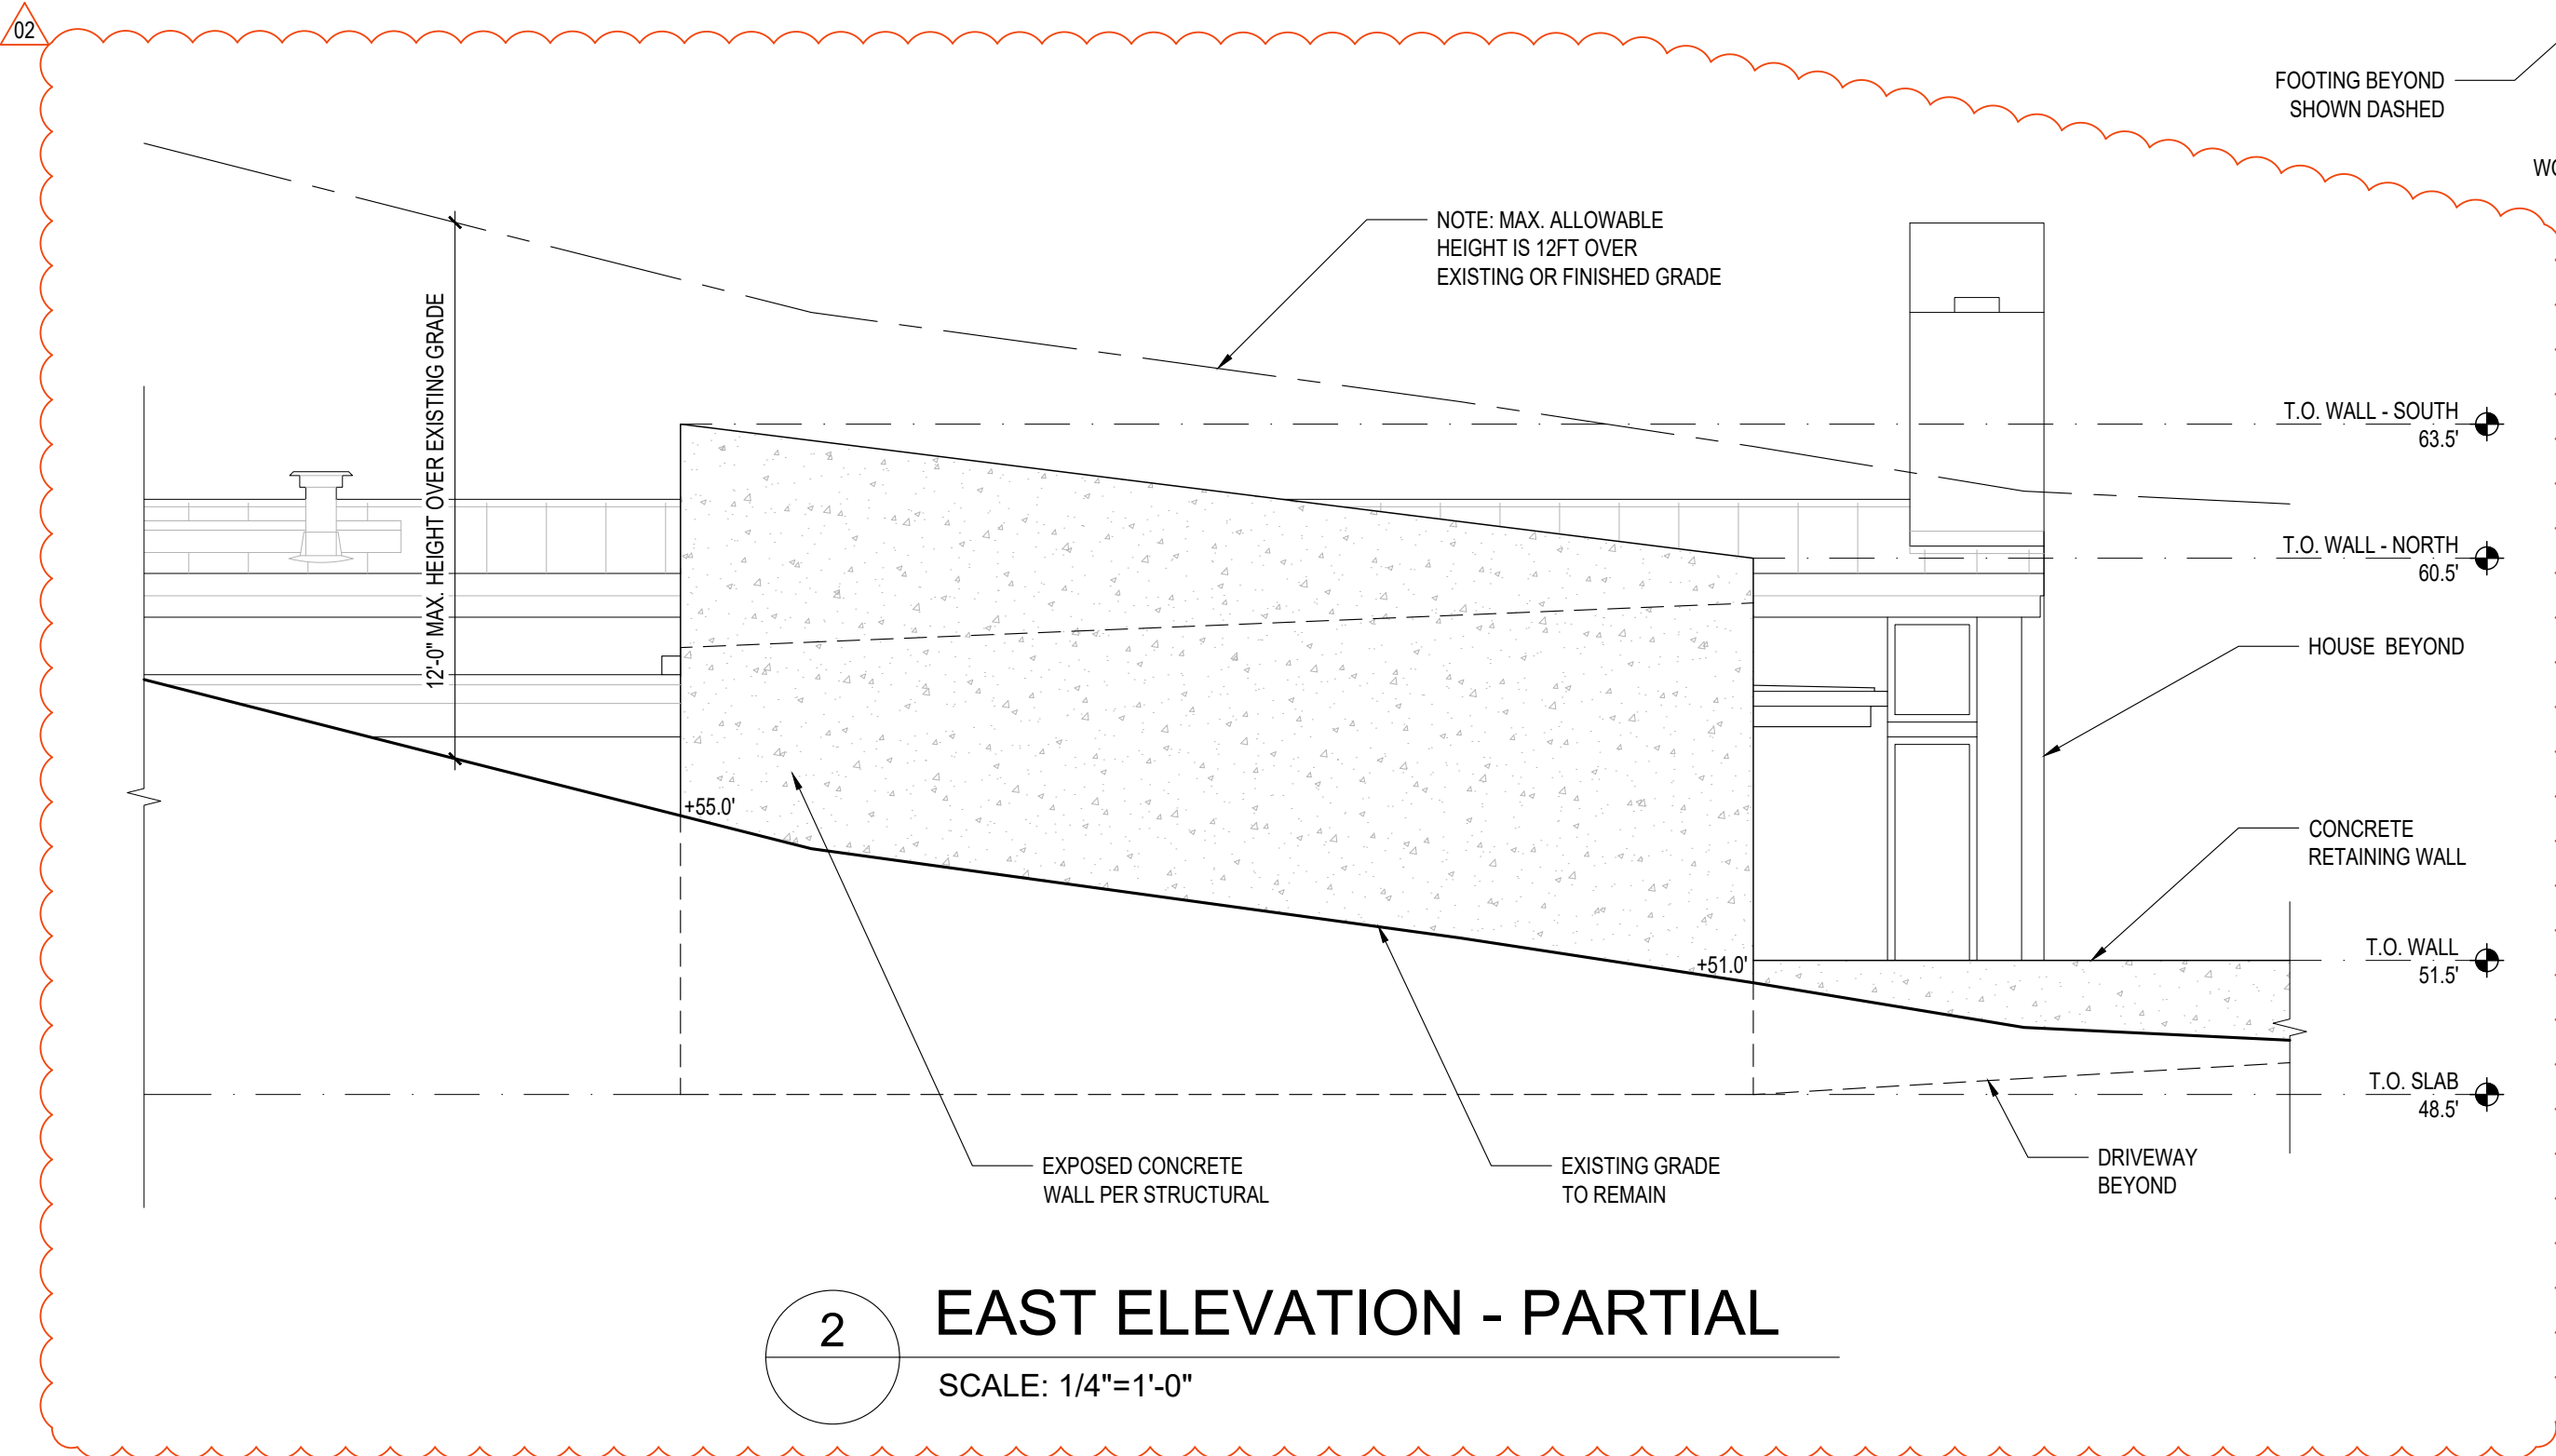 02
FOOTING BEYOND
SHOWN DASHED
NOTE: MAX. ALLOWABLE
HEIGHT IS 12FT OVER
EXISTING OR FINISHED GRADE
12'-0" MAX. HEIGHT OVER EXISTING GRADE
T.O. WALL - SOUTH
63.5'
T.O. WALL - NORTH
60.5'
HOUSE BEYOND
+55.0'
CONCRETE
RETAINING WALL
+51.0'
T.O. WALL
51.5'
T.O. SLAB
48.5'
EXPOSED CONCRETE
WALL PER STRUCTURAL
EXISTING GRADE
TO REMAIN
DRIVEWAY
BEYOND
2
EAST ELEVATION - PARTIAL
SCALE: 1/4"=1'-0"